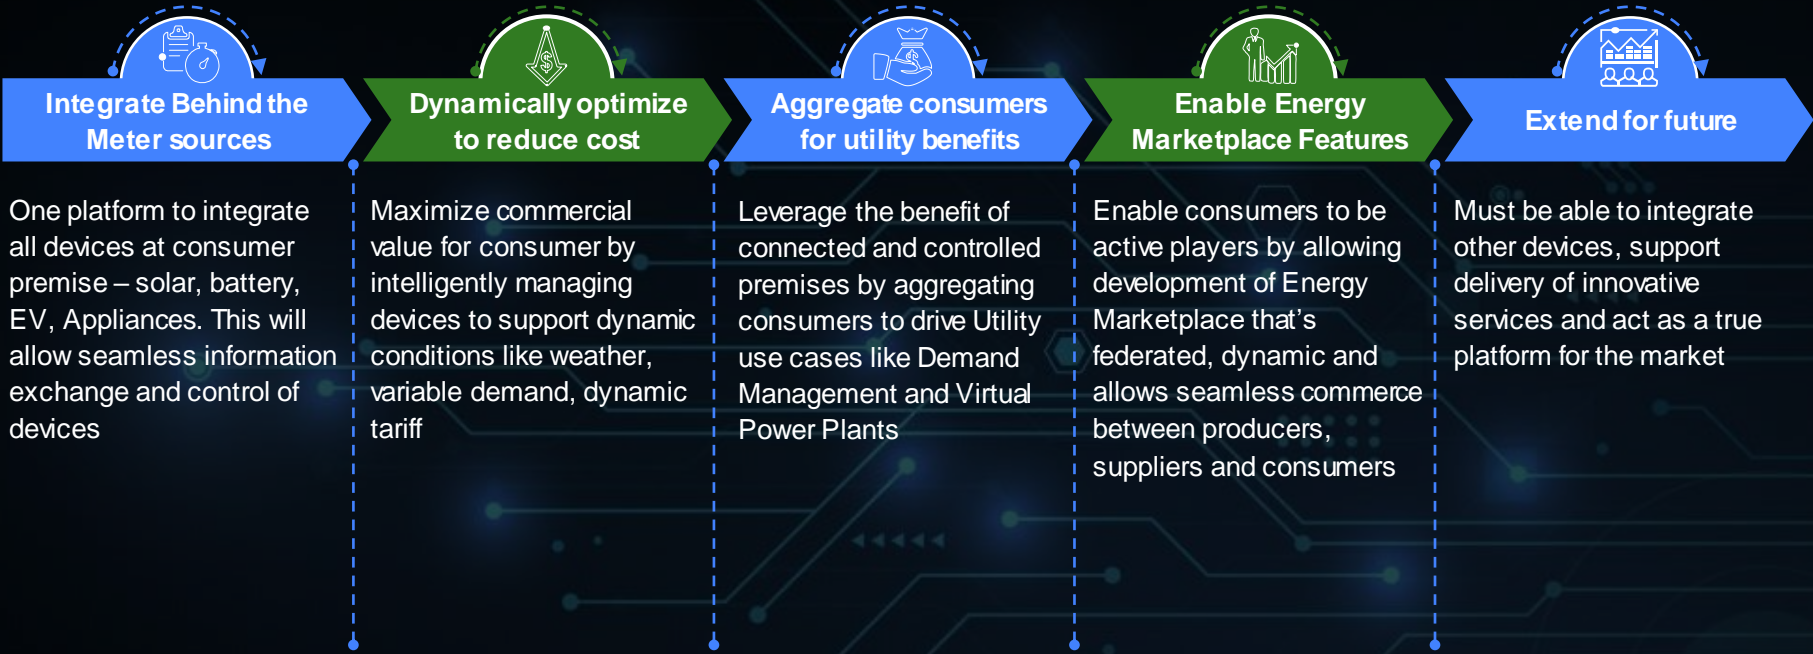 Integrate Behind the
Meter sources
Dynamically optimize
to reduce cost
Aggregate consumers
for utility benefits
Enable Energy
Marketplace Features
Extend for future
One platform to integrate
all devices at consumer
premise – solar, battery,
EV, Appliances. This will
allow seamless information
exchange and control of
devices
Maximize commercial
value for consumer by
intelligently managing
devices to support dynamic
conditions like weather,
variable demand, dynamic
tariff
Leverage the benefit of
connected and controlled
premises by aggregating
consumers to drive Utility
use cases like Demand
Management and Virtual
Power Plants
Enable consumers to be
active players by allowing
development of Energy
Marketplace that’s
federated, dynamic and
allows seamless commerce
between producers,
suppliers and consumers
Must be able to integrate
other devices, support
delivery of innovative
services and act as a true
platform for the market